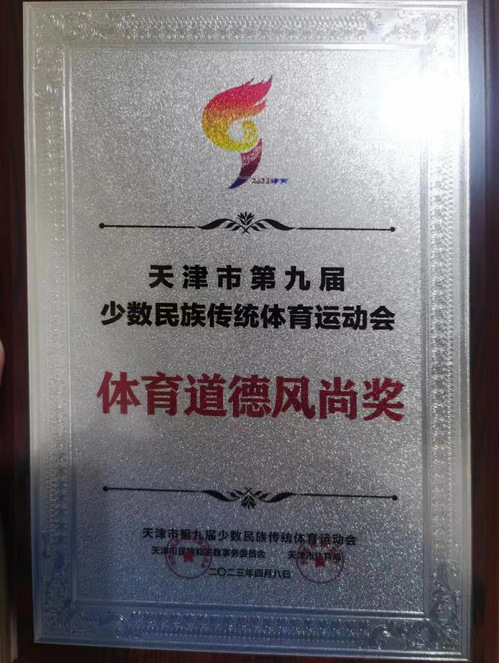 天津市第九届
少数民族传统体育运动会
体育道德风尚奖
天津市第九届少数民族传统体育运动会
天津市民族和宗教事务委员会 天津市体育局
二〇二三年四月八日